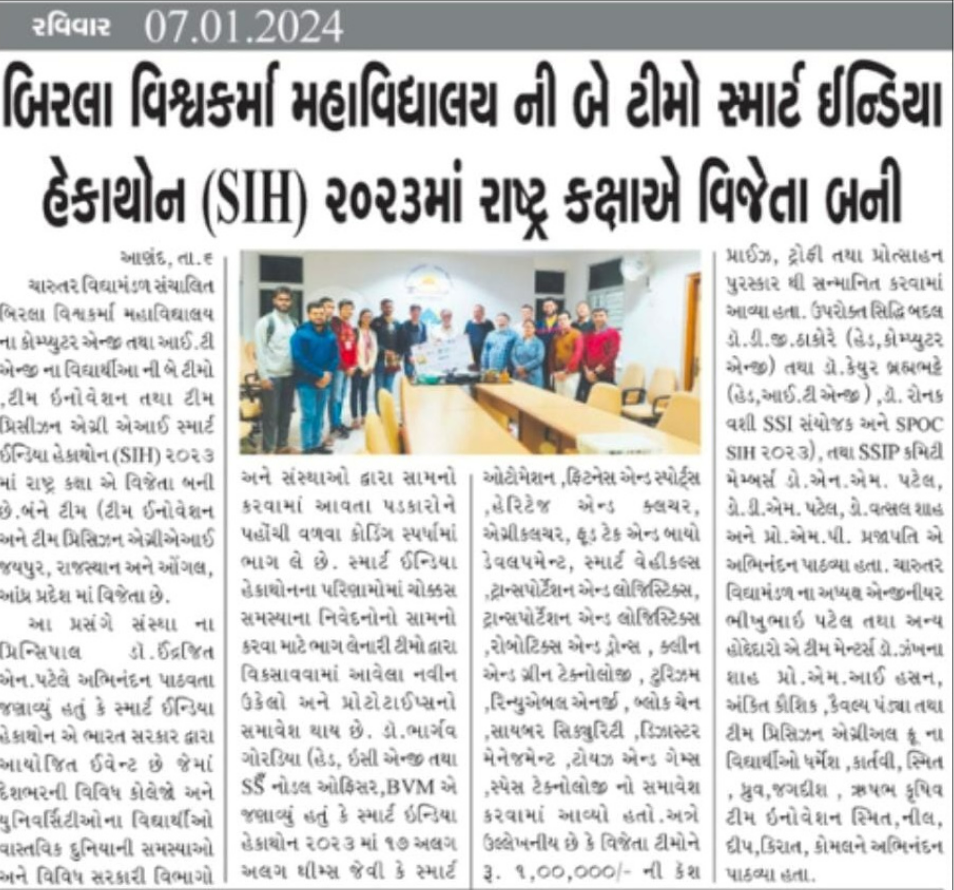 રવિવાર 07.01.2024
બિરલા વિશ્વકર્મા મહાવિદ્યાલય ની બે ટીમો સ્માર્ટ ઈન્ડિયા
હેકાથોન (SIH) ૨૦૨૩માં રાષ્ટ્ર કક્ષાએ વિજેતા બની
આણંદ, તા.૬
ચારુતર વિદ્યામંડળ સંચાલિત
બિરલા વિશ્વકર્મા મહાવિદ્યાલય
ના કોમ્પ્યુટર એન્જી તથા આઈ.ટી
એન્જી ના વિદ્યાર્થીઆ ની બે ટીમો
,ટીમ ઇનોવેશન તથા ટીમ
પ્રિસીઝન એગ્રી એઆઈ સ્માર્ટ
ઈન્ડિયા હેકાથોન (SIH) ૨૦૨૩
માં રાષ્ટ્ર કક્ષા એ વિજેતા બની
છે.બંને ટીમ (ટીમ ઈનોવેશન
અને ટીમ પ્રિસિઝન એગ્રીએઆઈ
જયપુર, રાજસ્થાન અને ઓંગલ,
આંધ્ર પ્રદેશ માં વિજેતા છે.
આ પ્રસંગે સંસ્થા ના
પ્રિન્સિપાલ ડૉ.ઈંદ્રજિત
એન.પટેલે અભિનંદન પાઠવતા
જણાવ્યું હતું કે સ્માર્ટ ઈન્ડિયા
હેકાથોન એ ભારત સરકાર દ્વારા
આયોજિત ઈવેન્ટ છે જેમાં
દેશભરની વિવિધ કોલેજો અને
યુનિવર્સિટીઓના વિદ્યાર્થીઓ
વાસ્તવિક દુનિયાની સમસ્યાઓ
અને વિવિધ સરકારી વિભાગો
અને સંસ્થાઓ દ્વારા સામનો
કરવામાં આવતા પડકારોને
પહોંચી વળવા કોડિંગ સ્પર્ધામાં
ભાગ લે છે. સ્માર્ટ ઈન્ડિયા
હેકાથોનના પરિણામોમાં ચોક્કસ
સમસ્યાના નિવેદનોનો સામનો
કરવા માટે ભાગ લેનારી ટીમો દ્વારા
વિકસાવવામાં આવેલા નવીન
ઉકેલો અને પ્રોટોટાઈપ્સનો
સમાવેશ થાય છે. ડૉ.ભાર્ગવ
ગોરડિયા (હેડ, ઇસી એન્જી તથા
નોડલ ઓફિસર,BVM એ
જણાવ્યું હતું કે સ્માર્ટ ઇન્ડિયા
હેકાથોન ૨૦૨૩ માં ૧૭ અલગ
અલગ થીમ્સ જેવી કે સ્માર્ટ
ઓટોમેશન ,ફિટનેસ એન્ડ સ્પોર્ટ્સ
,હેરિટેજ એન્ડ કલ્ચર,
એગ્રીકલચર, ફૂડ ટેક એન્ડ બાયો
ડેવલપમેન્ટ, સ્માર્ટ વેહીકલ્સ
,ટ્રાન્સપોર્ટેશન એન્ડ લોજિસ્ટિક્સ,
ટ્રાન્સપોર્ટેશન એન્ડ લોજિસ્ટિક્સ
,રોબોટિક્સ એન્ડ ડ્રોન્સ , ક્લીન
એન્ડ ગ્રીન ટેક્નોલોજી , ટુરિઝમ
,રિન્યુએબલ એનર્જી , બ્લોક ચૈન
,સાયબર સિક્યુરિટી ,ડિઝાસ્ટર
મેનેજમેન્ટ ,ટોયઝ એન્ડ ગેમ્સ
,સ્પેસ ટેક્નોલોજી નો સમાવેશ
કરવામાં આવ્યો હતો.અત્રે
ઉલ્લેખનીય છે કે વિજેતા ટીમોને
રૂ. ૧,૦૦,૦૦૦/- ની કેશ
પ્રાઈઝ, ટ્રોફી તથા પ્રોત્સાહન
પુરસ્કાર થી સન્માનિત કરવામાં
આવ્યા હતા. ઉપરોક્ત સિદ્ધિ બદલ
ડૉ.ડી.જી.ઠાકોરે (હેડ,કોમ્પ્યુટર
એન્જી) તથા ડૉ.કેયુર બ્રહ્મભટ્ટે
(હેડ,આઈ.ટી એન્જી ) ,ડૉ. રોનક
વશી SSI સંયોજક અને SPOC
SIH ૨૦૨૩), તથા SSIP કમિટી
મેમ્બર્સ ડો.એન.એમ. પટેલ,
ડો.ડી.એમ. પટેલ, ડો.વત્સલ શાહ
અને પ્રો.એમ.પી. પ્રજાપતિ એ
અભિનંદન પાઠવ્યા હતા. ચારુતર
વિદ્યામંડળ ના અધ્યક્ષ એન્જીનીયર
ભીખુભાઇ પટેલ તથા અન્ય
હોદ્દેદારો એ ટીમ મેન્ટર્સ ડૉ.ઝંખના
શાહ પ્રો.એમ.આઈ હસન,
અંકિત કૌશિક ,કૈવલ્ય પંડ્યા તથા
ટીમ પ્રિસિઝન એગ્રીઅલ ક્રૂ ના
વિદ્યાર્થીઓ ધર્મેશ ,કાર્તવી, સ્મિત
, ધ્રુવ,જગદીશ , ઋષભ કૃષિવ
ટીમ ઇનોવેશન સ્મિત,નીલ,
દીપ,કિરાત, કોમલને અભિનંદન
પાઠવ્યા હતા.